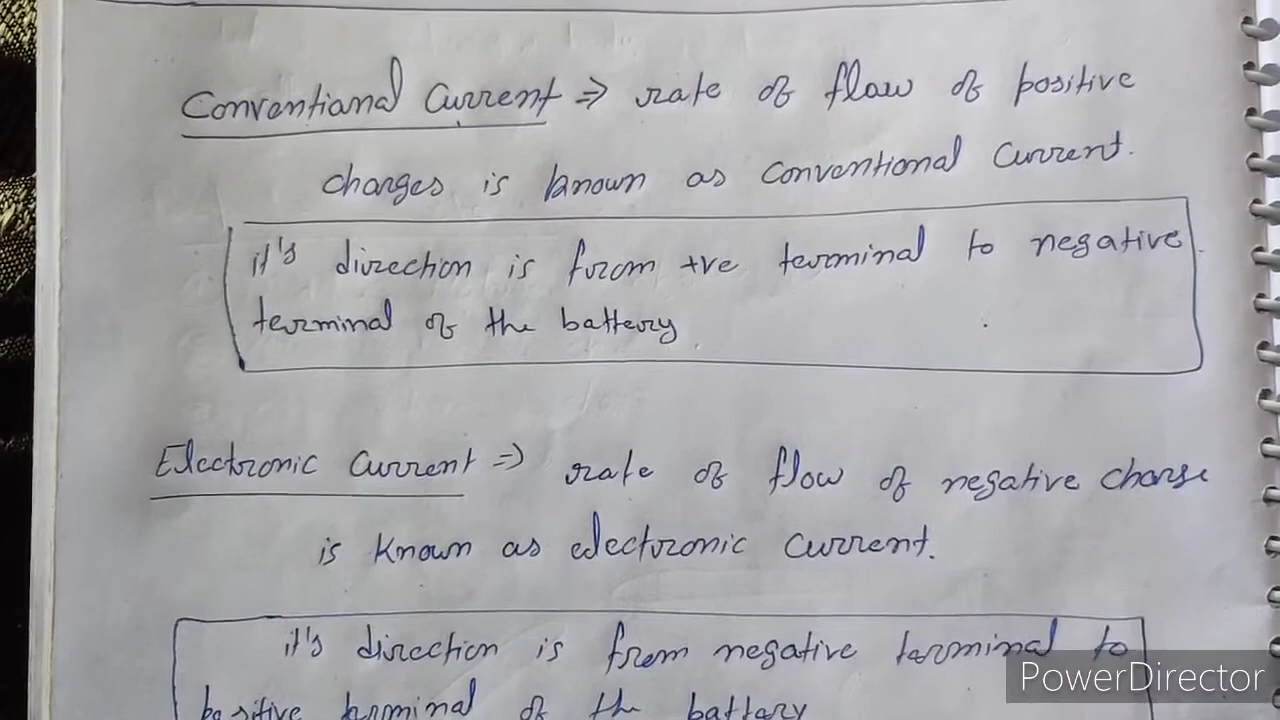 Conventional Current => rate of flow of positive
charges is known as conventional current.
it's direction is from +ve terminal to negative
terminal of the battery
Electronic Current => rate of flow of negative charge
is known as electronic current.
it's direction is from negative terminal to
positive terminal of the battery
PowerDirector